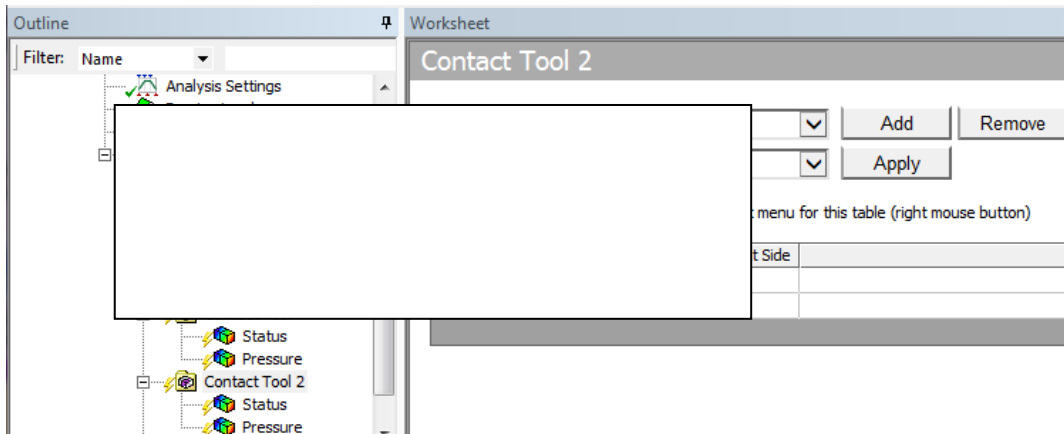 Outline
Worksheet
Filter: Name
Contact Tool 2
Analysis Settings
Add Remove
Apply
menu for this table (right mouse button)
t Side
Status
Pressure
Contact Tool 2
Status
Pressure